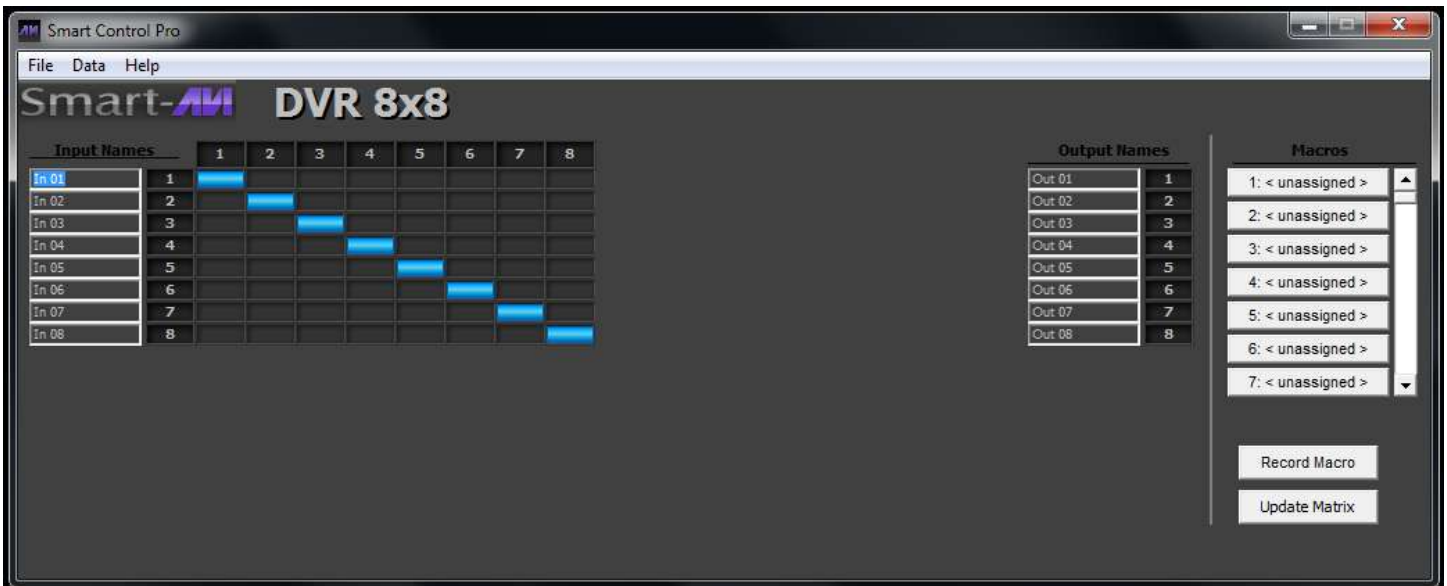 Smart Control Pro
File Data Help
Smart-AVI DVR 8x8
Input Names 1 2 3 4 5 6 7 8
In 01 1
In 02 2
In 03 3
In 04 4
In 05 5
In 06 6
In 07 7
In 08 8
Output Names
Out 01 1
Out 02 2
Out 03 3
Out 04 4
Out 05 5
Out 06 6
Out 07 7
Out 08 8
Macros
1: < unassigned >
2: < unassigned >
3: < unassigned >
4: < unassigned >
5: < unassigned >
6: < unassigned >
7: < unassigned >
Record Macro
Update Matrix